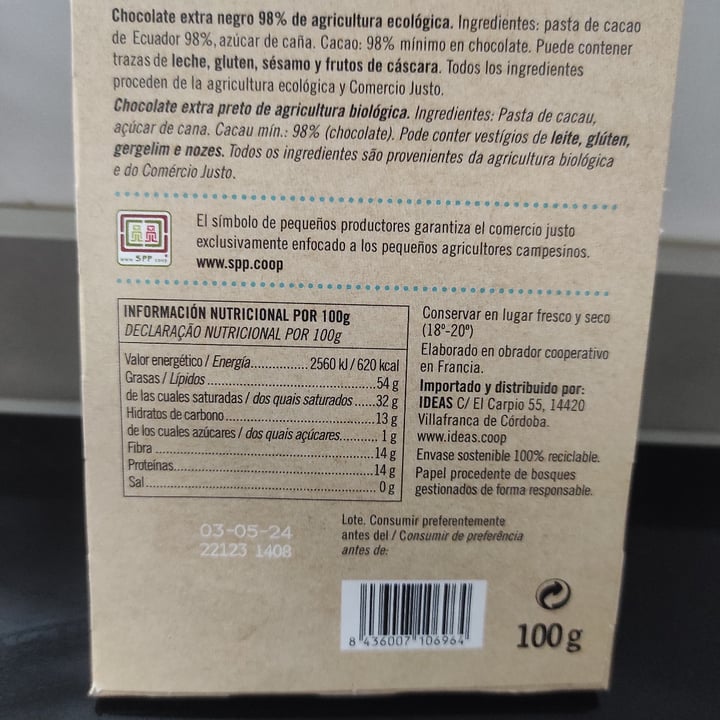 Chocolate extra negro 98% de agricultura ecológica. Ingredientes: pasta de cacao
de Ecuador 98%, azúcar de caña. Cacao: 98% mínimo en chocolate. Puede contener
trazas de leche, gluten, sésamo y frutos de cáscara. Todos los ingredientes
proceden de la agricultura ecológica y Comercio Justo.
Chocolate extra preto de agricultura biológica. Ingredientes: Pasta de cacau,
açúcar de cana. Cacau mín.: 98% (chocolate). Pode conter vestígios de leite, glúten,
gergelim e nozes. Todos os ingredientes são provenientes da agricultura biológica
e do Comércio Justo.
www SPP coop
El símbolo de pequeños productores garantiza el comercio justo
exclusivamente enfocado a los pequeños agricultores campesinos.
www.spp.coop
INFORMACIÓN NUTRICIONAL POR 100g
DECLARAÇÃO NUTRICIONAL POR 100g
Valor energético / Energía............... 2560 kJ / 620 kcal
Grasas / Lípidos ............................................54 g
de las cuales saturadas / dos quais saturados ......32 g
Hidratos de carbono ........................................13 g
de los cuales azúcares / dos quais açúcares........... 1 g
Fibra ............................................................14 g
Proteínas.......................................................14 g
Sal ................................................................ 0 g
Conservar en lugar fresco y seco
(18º-20º)
Elaborado en obrador cooperativo
en Francia.
Importado y distribuido por:
IDEAS C/ El Carpio 55, 14420
Villafranca de Córdoba.
www.ideas.coop
Envase sostenible 100% reciclable.
Papel procedente de bosques
gestionados de forma responsable.
03-05-24
22123 1408
Lote. Consumir preferentemente
antes del / Consumir de preferência
antes de:
8 436007 106964
100 g